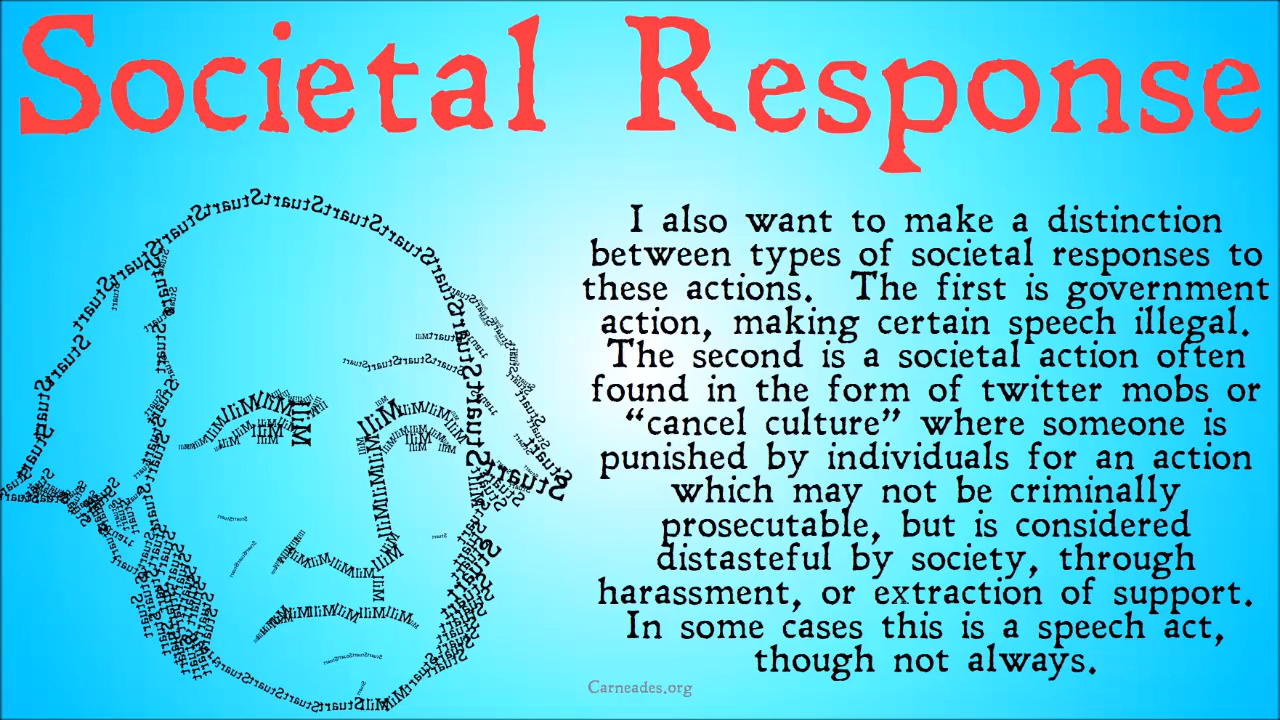 Societal Response
I also want to make a distinction
between types of societal responses to
these actions.  The first is government
action, making certain speech illegal.
The second is a societal action often
found in the form of twitter mobs or
“cancel culture” where someone is
punished by individuals for an action
which may not be criminally
prosecutable, but is considered
distasteful by society, through
harassment, or extraction of support.
In some cases this is a speech act,
though not always.
Carneades.org